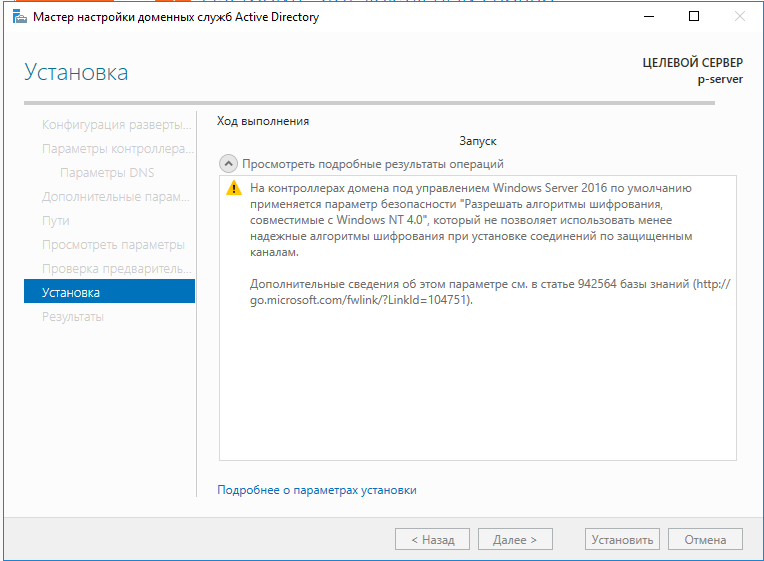 Мастер настройки доменных служб Active Directory
Установка
ЦЕЛЕВОЙ СЕРВЕР
p-server
Конфигурация разверты...
Параметры контроллера...
Параметры DNS
Дополнительные парам...
Пути
Просмотреть параметры
Проверка предваритель...
Установка
Результаты
Ход выполнения
Запуск
Просмотреть подробные результаты операций
На контроллерах домена под управлением Windows Server 2016 по умолчанию
применяется параметр безопасности "Разрешать алгоритмы шифрования,
совместимые с Windows NT 4.0", который не позволяет использовать менее
надежные алгоритмы шифрования при установке соединений по защищенным
каналам.
Дополнительные сведения об этом параметре см. в статье 942564 базы знаний (http://
go.microsoft.com/fwlink/?LinkId=104751).
Подробнее о параметрах установки
< Назад
Далее >
Установить
Отмена